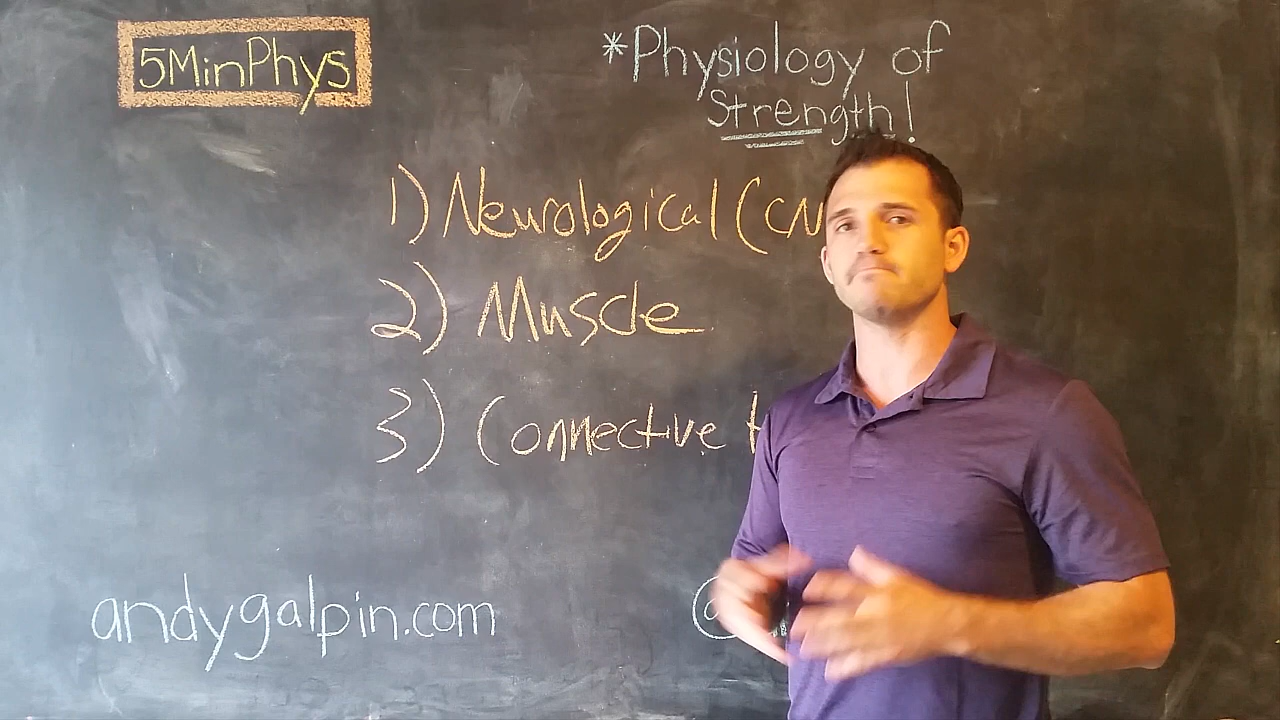 5MinPhys
*Physiology of
Strength!
1) Neurological (CN
2) Muscle
3) Connective t
andygalpin.com
@